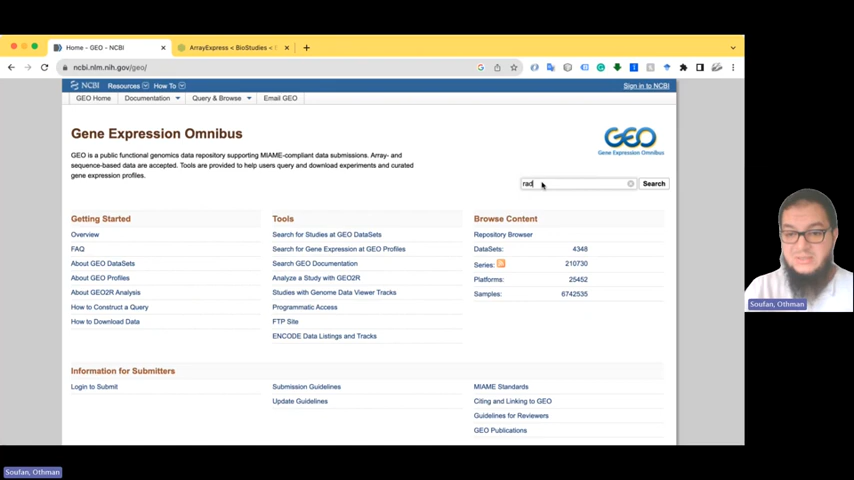 Home - GEO - NCBI
ArrayExpress < BioStudies <
ncbi.nlm.nih.gov/geo/
NCBI Resources How To Sign in to NCBI
GEO Home Documentation Query & Browse Email GEO
Gene Expression Omnibus
GEO is a public functional genomics data repository supporting MIAME-compliant data submissions. Array- and
sequence-based data are accepted. Tools are provided to help users query and download experiments and curated
gene expression profiles.
GEO
Gene Expression Omnibus
rad Search
Getting Started
Overview
FAQ
About GEO DataSets
About GEO Profiles
About GEO2R Analysis
How to Construct a Query
How to Download Data
Tools
Search for Studies at GEO DataSets
Search for Gene Expression at GEO Profiles
Search GEO Documentation
Analyze a Study with GEO2R
Studies with Genome Data Viewer Tracks
Programmatic Access
FTP Site
ENCODE Data Listings and Tracks
Browse Content
Repository Browser
DataSets: 4348
Series: 210730
Platforms: 25452
Samples: 6742535
Information for Submitters
Login to Submit
Submission Guidelines
Update Guidelines
MIAME Standards
Citing and Linking to GEO
Guidelines for Reviewers
GEO Publications
Soufan, Othman
Soufan, Othman